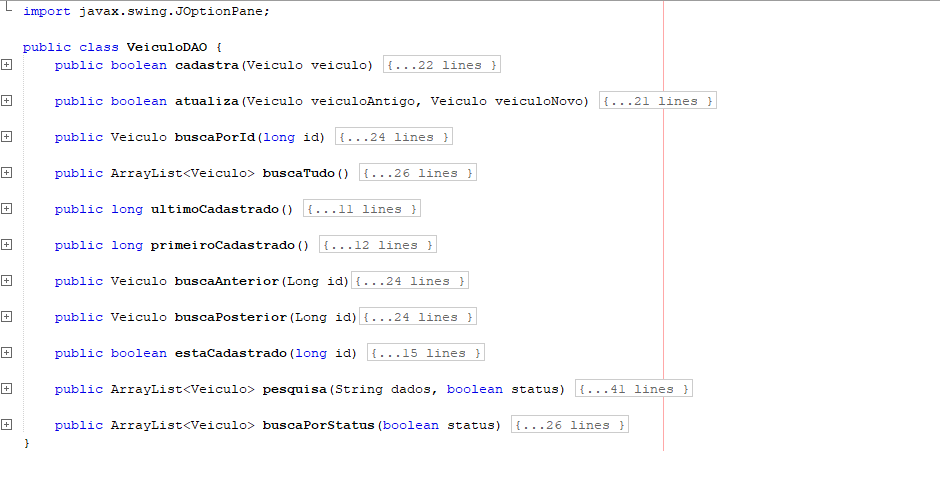 import javax.swing.JOptionPane;
public class VeiculoDAO {
public boolean cadastra(Veiculo veiculo) {...22 lines }
public boolean atualiza(Veiculo veiculoAntigo, Veiculo veiculoNovo) {...21 lines }
public Veiculo buscaPorId(long id) {...24 lines }
public ArrayList<Veiculo> buscaTudo() {...26 lines }
public long ultimoCadastrado() {...11 lines }
public long primeiroCadastrado() {...12 lines }
public Veiculo buscaAnterior(Long id){...24 lines }
public Veiculo buscaPosterior(Long id){...24 lines }
public boolean estaCadastrado(long id) {...15 lines }
public ArrayList<Veiculo> pesquisa(String dados, boolean status) {...41 lines }
public ArrayList<Veiculo> buscaPorStatus(boolean status) {...26 lines }
}